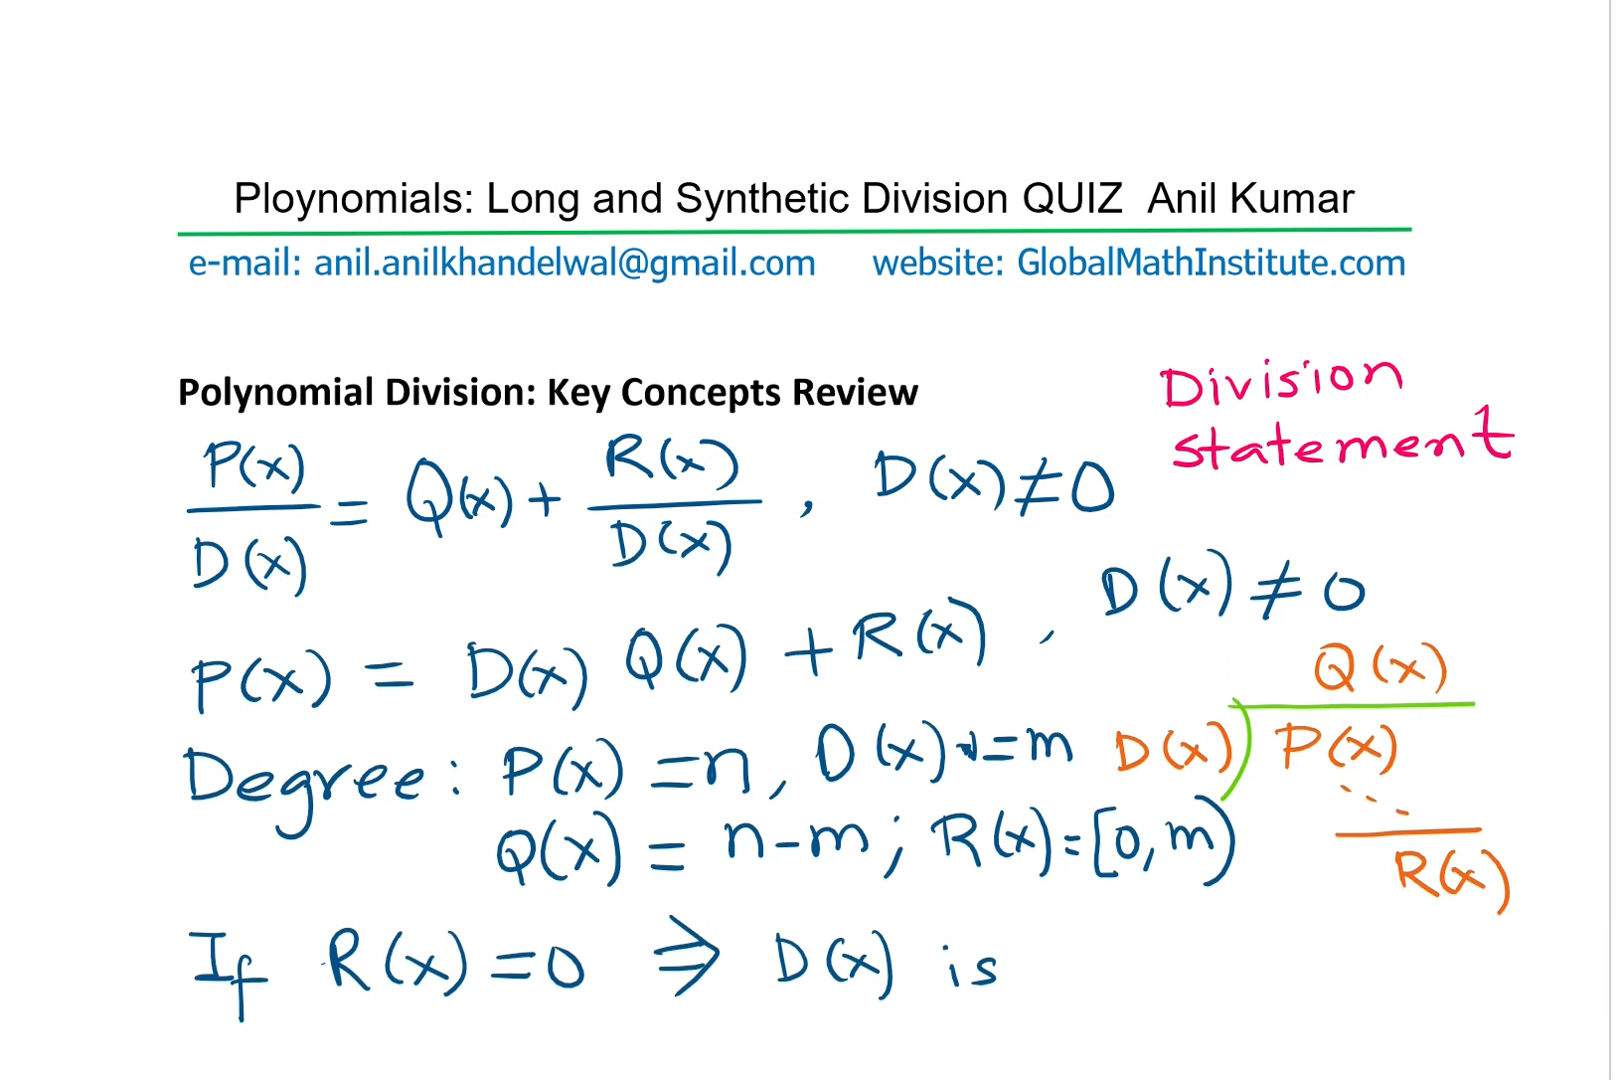 Ploynomials: Long and Synthetic Division QUIZ  Anil Kumar
e-mail: anil.anilkhandelwal@gmail.com    website: GlobalMathInstitute.com
Polynomial Division: Key Concepts Review
Division
statement
P(x)/D(x) = Q(x) + R(x)/D(x) , D(x) ≠ 0
P(x) = D(x) Q(x) + R(x) , D(x) ≠ 0
Degree: P(x) = n, D(x) = m
Q(x) = n-m; R(x) = [0, m)
Q(x)
D(x)) P(x)
...
R(x)
If R(x) = 0 ⇒ D(x) is